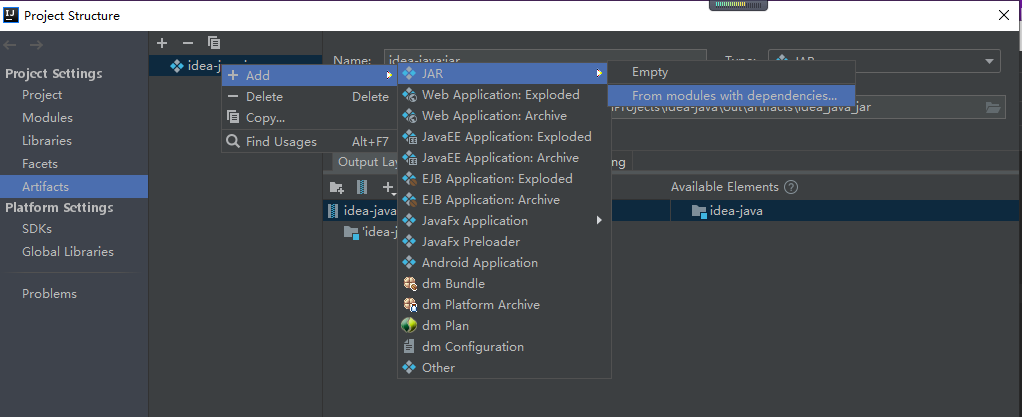 Project Structure
Project Settings
Project
Modules
Libraries
Facets
Artifacts
Platform Settings
SDKs
Global Libraries
Problems
idea-java:jar
Name: idea-java:jar
Type: JAR
Add
Delete Delete
Copy...
Find Usages Alt+F7
JAR
Web Application: Exploded
Web Application: Archive
JavaEE Application: Exploded
JavaEE Application: Archive
EJB Application: Exploded
EJB Application: Archive
JavaFx Application
JavaFx Preloader
Android Application
dm Bundle
dm Platform Archive
dm Plan
dm Configuration
Other
Empty
From modules with dependencies...
Projects\idea-java\out\artifacts\idea_java_jar
Output Lay
ng
Available Elements
idea-java
'idea-j
idea-java